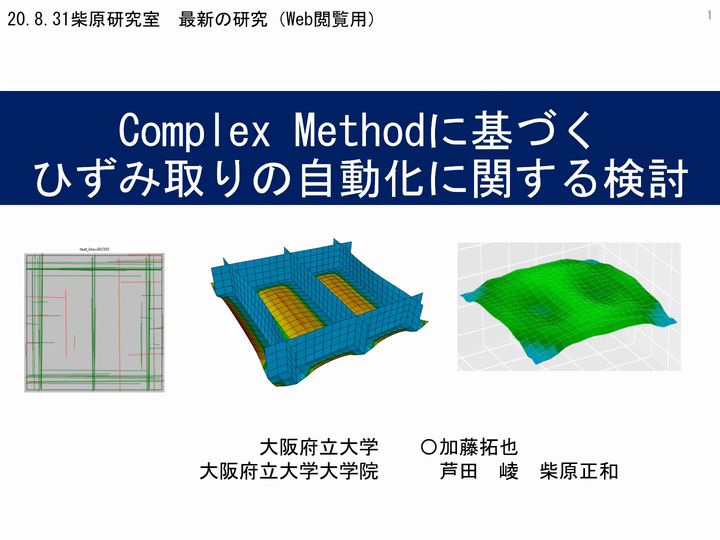 20.8.31柴原研究室　最新の研究（Web閲覧用）
1
Complex Methodに基づく
ひずみ取りの自動化に関する検討
大阪府立大学　　〇加藤拓也
大阪府立大学大学院　　　芦田　崚　柴原正和